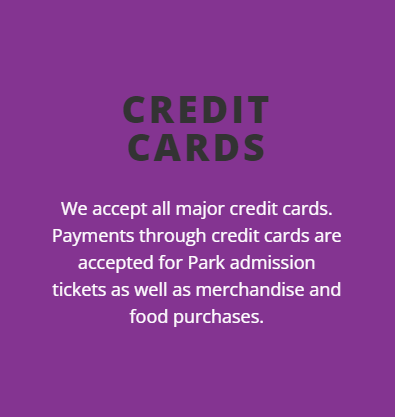 CREDIT
CARDS
We accept all major credit cards.
Payments through credit cards are
accepted for Park admission
tickets as well as merchandise and
food purchases.